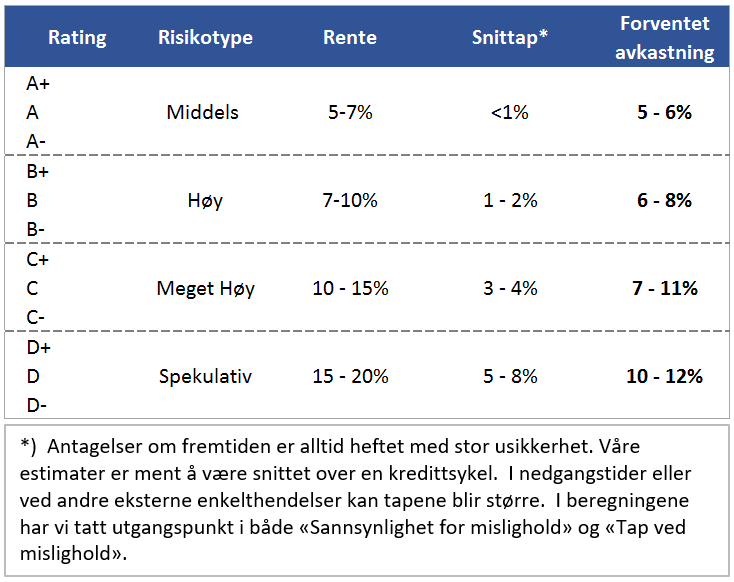 Rating Risikotype Rente Snittap* Forventet avkastning
A+
A Middels 5-7% <1% 5 - 6%
A-
B+
B Høy 7-10% 1 - 2% 6 - 8%
B-
C+
C Meget Høy 10 - 15% 3 - 4% 7 - 11%
C-
D+
D Spekulativ 15 - 20% 5 - 8% 10 - 12%
D-
*) Antagelser om fremtiden er alltid heftet med stor usikkerhet. Våre
estimater er ment å være snittet over en kredittsykel. I nedgangstider eller
ved andre eksterne enkelthendelser kan tapene blir større. I beregningene
har vi tatt utgangspunkt i både «Sannsynlighet for mislighold» og «Tap ved
mislighold».